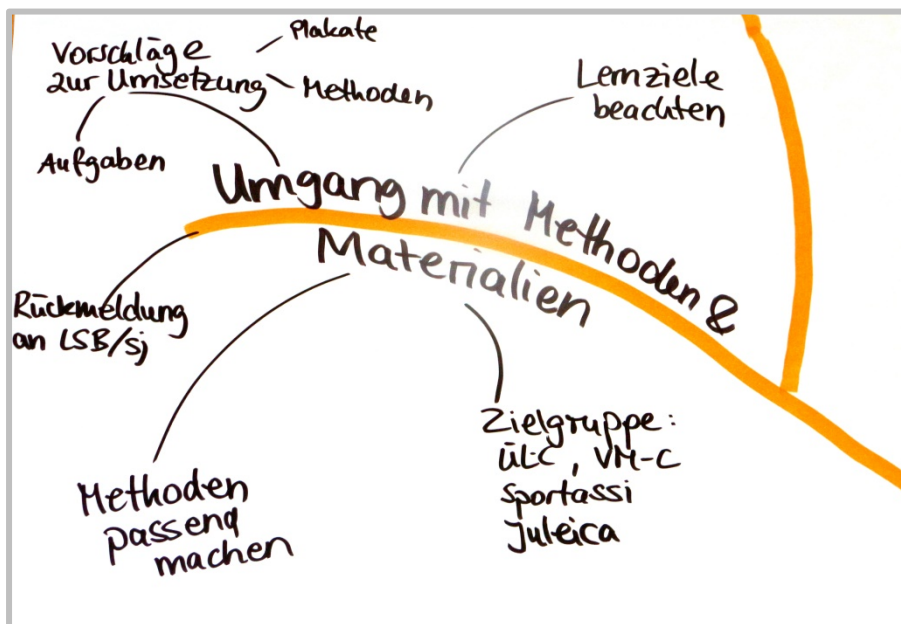 Vorschläge
zur Umsetzung
Plakate
Methoden
Aufgaben
Lernziele
beachten
Umgang mit Methoden &
Materialien
Rückmeldung
an LSB/sj
Methoden
passend
machen
Zielgruppe:
ÜL-C, VM-C
Sportassi
Juleica